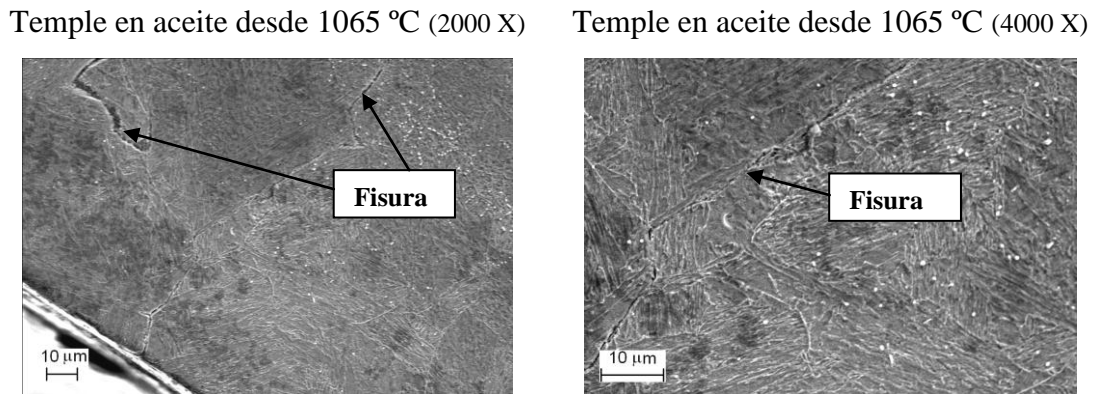 Temple en aceite desde 1065 ºC (2000 X)
Temple en aceite desde 1065 ºC (4000 X)
Fisura
10 µm
Fisura
10 µm